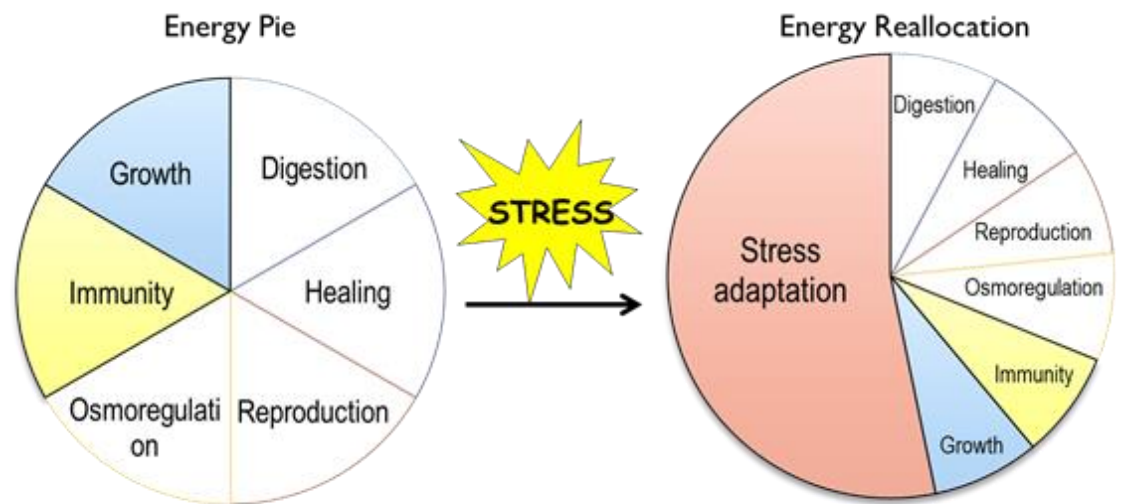 Energy Pie
Growth
Digestion
Immunity
Healing
Osmoregulati
on
Reproduction
STRESS
Energy Reallocation
Digestion
Healing
Reproduction
Stress
adaptation
Osmoregulation
Immunity
Growth